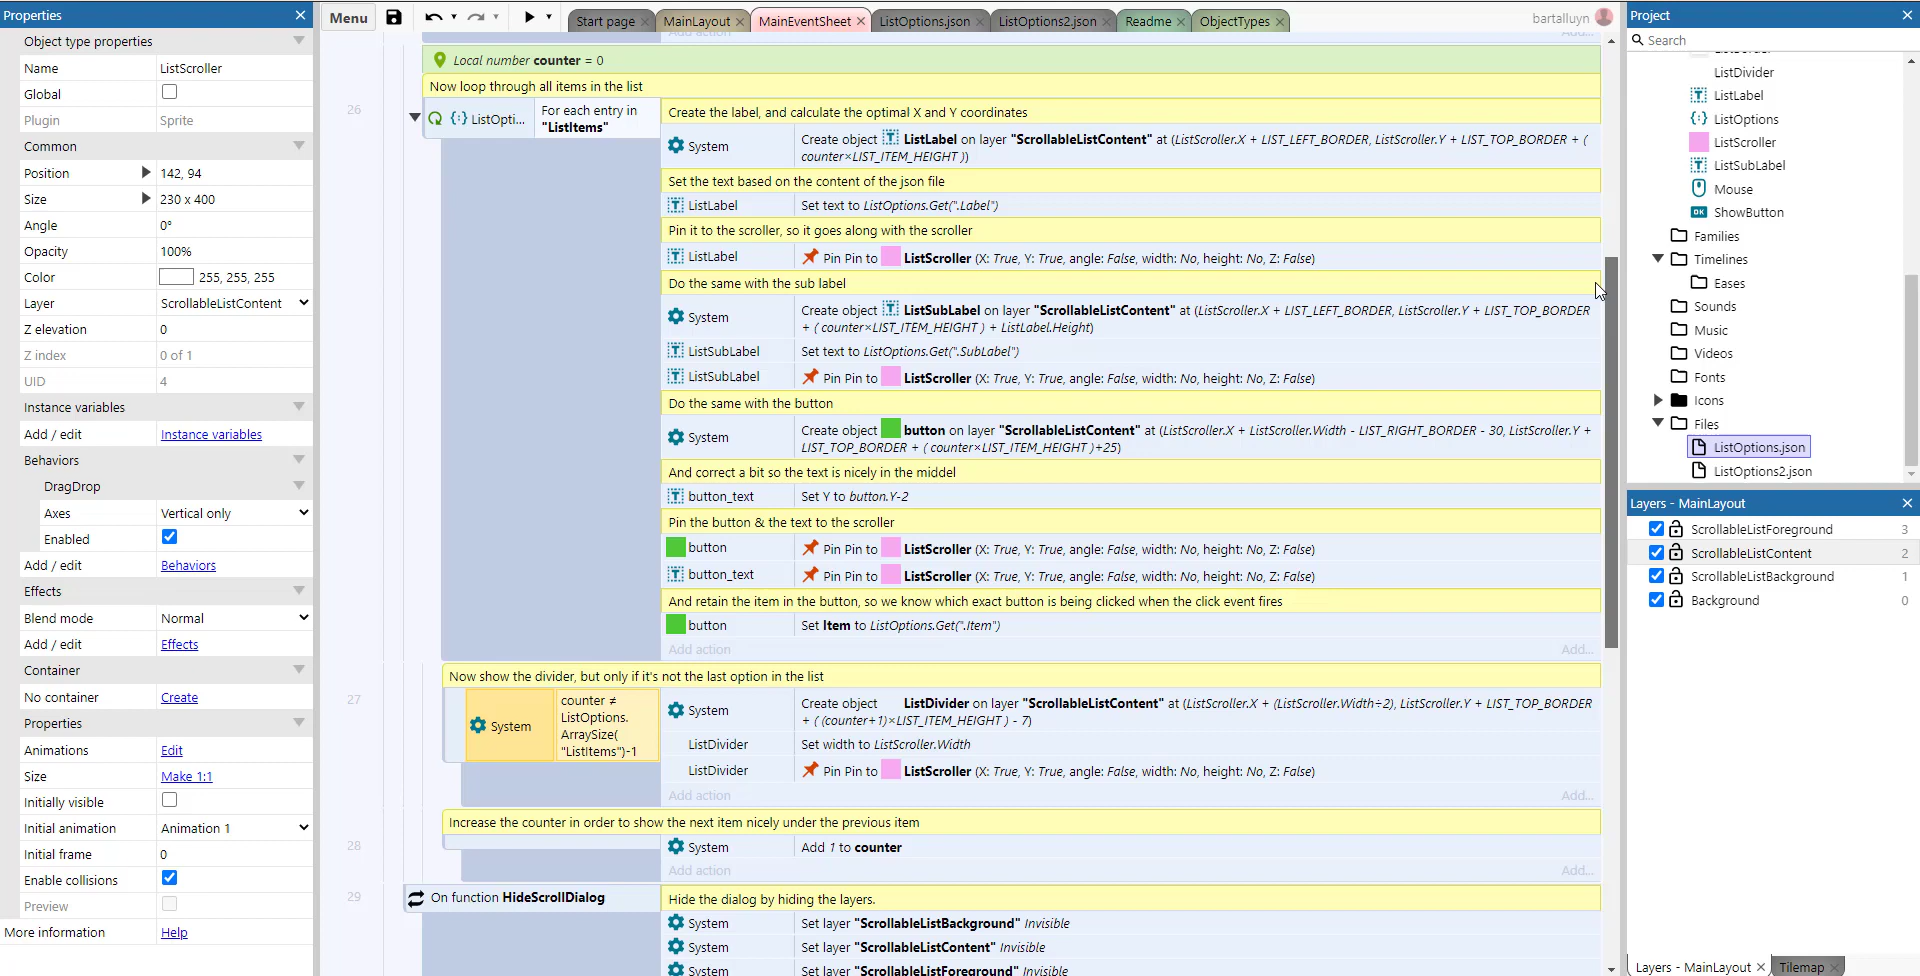 Properties
Object type properties
Name ListScroller
Global
Plugin Sprite
Common
Position 142, 94
Size 230 x 400
Angle 0°
Opacity 100%
Color 255, 255, 255
Layer ScrollableListContent
Z elevation 0
Z index 0 of 1
UID 4
Instance variables
Add / edit Instance variables
Behaviors
DragDrop
Axes Vertical only
Enabled
Add / edit Behaviors
Effects
Blend mode Normal
Add / edit Effects
Container
No container Create
Properties
Animations Edit
Size Make 1:1
Initially visible
Initial animation Animation 1
Initial frame 0
Enable collisions
Preview
More information Help
Menu
Start page MainLayout MainEventSheet ListOptions.json ListOptions2.json Readme ObjectTypes
bartalluyn
Add action Add...
Local number counter = 0
Now loop through all items in the list
26
ListOpti... For each entry in
"ListItems"
Create the label, and calculate the optimal X and Y coordinates
System Create object ListLabel on layer "ScrollableListContent" at (ListScroller.X + LIST_LEFT_BORDER, ListScroller.Y + LIST_TOP_BORDER + (
counter×LIST_ITEM_HEIGHT ))
Set the text based on the content of the json file
ListLabel Set text to ListOptions.Get(".Label")
Pin it to the scroller, so it goes along with the scroller
ListLabel Pin Pin to ListScroller (X: True, Y: True, angle: False, width: No, height: No, Z: False)
Do the same with the sub label
System Create object ListSubLabel on layer "ScrollableListContent" at (ListScroller.X + LIST_LEFT_BORDER, ListScroller.Y + LIST_TOP_BORDER
+ ( counter×LIST_ITEM_HEIGHT ) + ListLabel.Height)
ListSubLabel Set text to ListOptions.Get(".SubLabel")
ListSubLabel Pin Pin to ListScroller (X: True, Y: True, angle: False, width: No, height: No, Z: False)
Do the same with the button
System Create object button on layer "ScrollableListContent" at (ListScroller.X + ListScroller.Width - LIST_RIGHT_BORDER - 30, ListScroller.Y +
LIST_TOP_BORDER + ( counter×LIST_ITEM_HEIGHT )+25)
And correct a bit so the text is nicely in the middel
button_text Set Y to button.Y-2
Pin the button & the text to the scroller
button Pin Pin to ListScroller (X: True, Y: True, angle: False, width: No, height: No, Z: False)
button_text Pin Pin to ListScroller (X: True, Y: True, angle: False, width: No, height: No, Z: False)
And retain the item in the button, so we know which exact button is being clicked when the click event fires
button Set Item to ListOptions.Get(".Item")
Add action Add...
Now show the divider, but only if it's not the last option in the list
27
System counter ≠
ListOptions.
ArraySize(
"ListItems")-1
System Create object ListDivider on layer "ScrollableListContent" at (ListScroller.X + (ListScroller.Width÷2), ListScroller.Y + LIST_TOP_BORDER
+ ( (counter+1)×LIST_ITEM_HEIGHT ) - 7)
ListDivider Set width to ListScroller.Width
ListDivider Pin Pin to ListScroller (X: True, Y: True, angle: False, width: No, height: No, Z: False)
Add action Add...
Increase the counter in order to show the next item nicely under the previous item
28 System Add 1 to counter
Add action Add...
29 On function HideScrollDialog Hide the dialog by hiding the layers.
System Set layer "ScrollableListBackground" Invisible
System Set layer "ScrollableListContent" Invisible
System Set layer "ScrollableListForeground" Invisible
Project
Search
ListDivider
ListLabel
ListOptions
ListScroller
ListSubLabel
Mouse
OK ShowButton
Families
Timelines
Eases
Sounds
Music
Videos
Fonts
Icons
Files
ListOptions.json
ListOptions2.json
Layers - MainLayout
ScrollableListForeground 3
ScrollableListContent 2
ScrollableListBackground 1
Background 0
Layers - MainLayout Tilemap